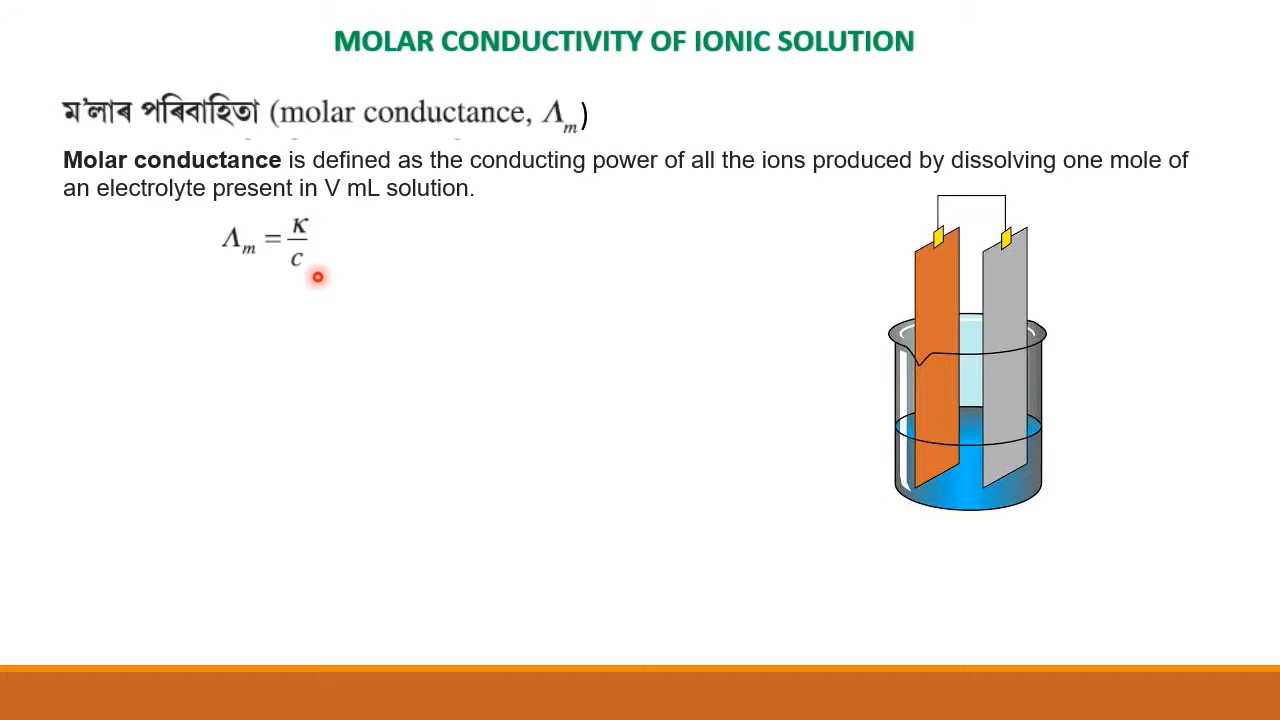 MOLAR CONDUCTIVITY OF IONIC SOLUTION
ম'লাৰ পৰিবাহিতা (molar conductance, Λm)
Molar conductance is defined as the conducting power of all the ions produced by dissolving one mole of
an electrolyte present in V mL solution.
Λm = κ/c